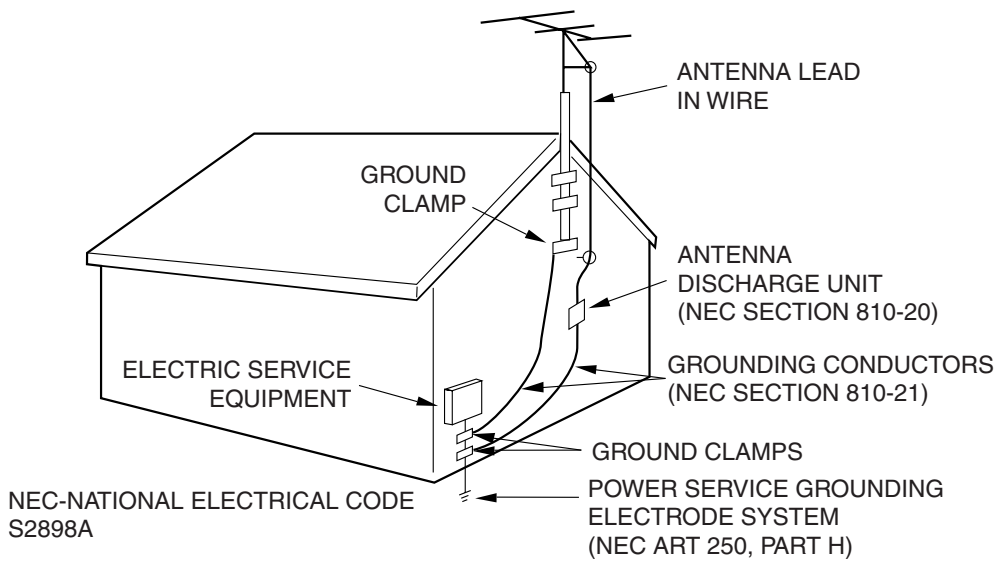 ANTENNA LEAD
IN WIRE
GROUND
CLAMP
ANTENNA
DISCHARGE UNIT
(NEC SECTION 810-20)
ELECTRIC SERVICE
EQUIPMENT
GROUNDING CONDUCTORS
(NEC SECTION 810-21)
GROUND CLAMPS
POWER SERVICE GROUNDING
ELECTRODE SYSTEM
(NEC ART 250, PART H)
NEC-NATIONAL ELECTRICAL CODE
S2898A